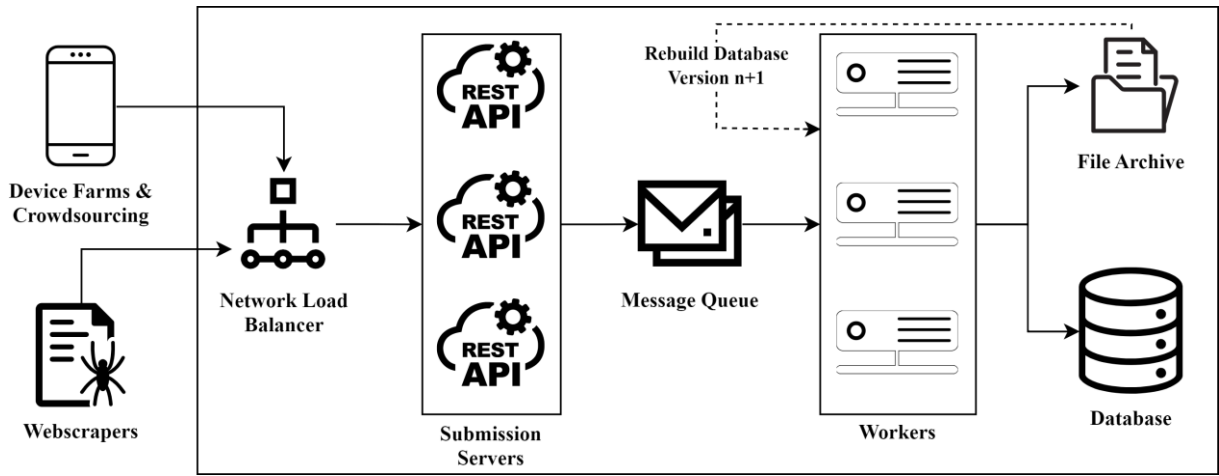 Device Farms &
Crowdsourcing
Webscrapers
Network Load
Balancer
REST
API
REST
API
REST
API
Submission
Servers
Message Queue
Rebuild Database
Version n+1
Workers
File Archive
Database